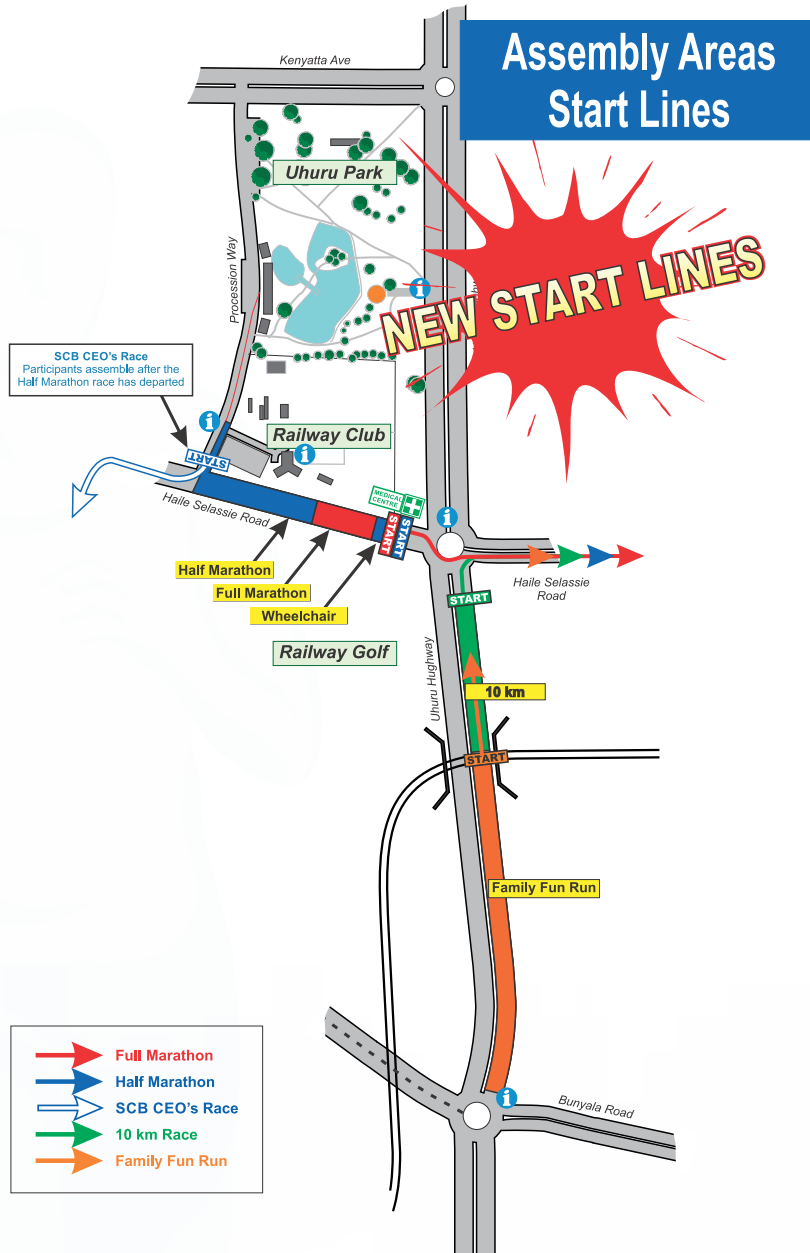 Assembly Areas
Start Lines
Kenyatta Ave
Uhuru Park
Procession Way
NEW START LINES
SCB CEO's Race
Participants assemble after the
Half Marathon race has departed
Railway Club
START
Haile Selassie Road
MEDICAL
CENTRE
START
START
Half Marathon
Full Marathon
Wheelchair
Haile Selassie
Road
START
Railway Golf
Uhuru Hughway
10 km
START
Family Fun Run
Bunyala Road
Full Marathon
Half Marathon
SCB CEO's Race
10 km Race
Family Fun Run